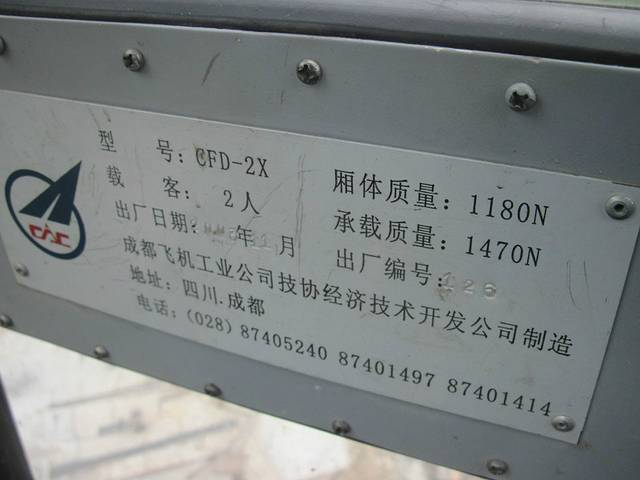 CAC
型 号: CFD-2X 厢体质量: 1180N
载 客: 2人 承载质量: 1470N
出厂日期: 年 月 出厂编号: 126
成都飞机工业公司技协经济技术开发公司制造
地址: 四川.成都
电话: (028) 87405240 87401497 87401414